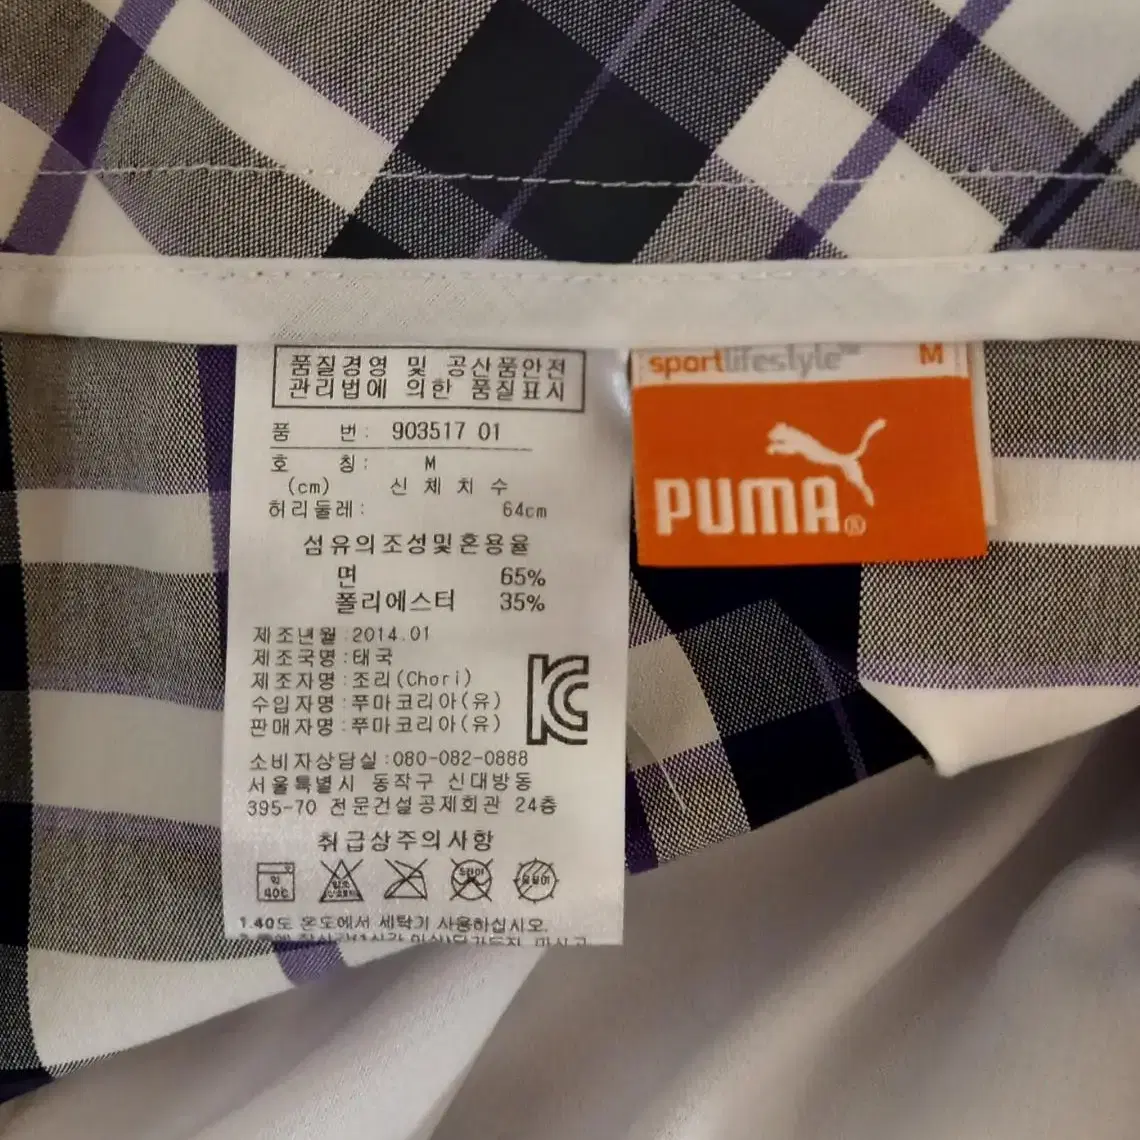 품질경영 및 공산품안전
관리법에 의한 품질표시
품 번: 903517 01
호 칭: M
(cm) 신체치수
허리둘레: 64cm
섬유의조성및혼용율
면 65%
폴리에스터 35%
제조년월:2014.01
제조국명:태국
제조자명:조리(Chori)
수입자명:푸마코리아(유)
판매자명:푸마코리아(유)
소비자상담실:080-082-0888
서울특별시 동작구 신대방동
395-70 전문건설공제회관 24층
취급상주의사항
약
40℃
드라이
1.40도 온도에서 세탁기 사용하십시오.
sportlifestyle™ M
PUMA®